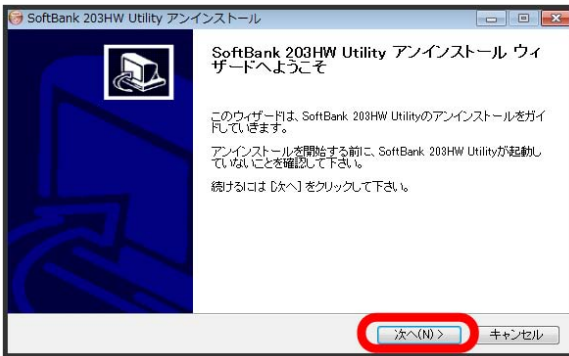 SoftBank 203HW Utility アンインストール
SoftBank 203HW Utility アンインストール ウィ
ザードへようこそ
このウィザードは、SoftBank 203HW Utilityのアンインストールをガイ
ドしていきます。
アンインストールを開始する前に、SoftBank 203HW Utilityが起動し
ていないことを確認して下さい。
続けるには [次へ] をクリックして下さい。
次へ(N) >
キャンセル